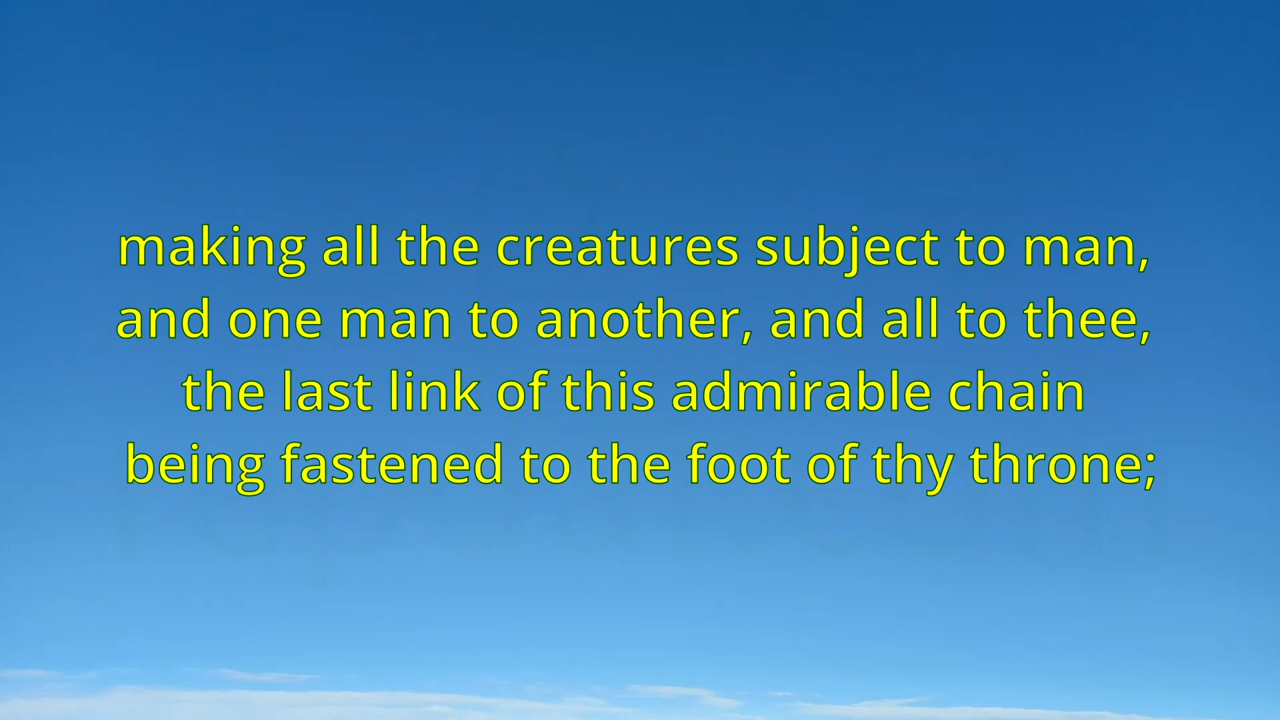 making all the creatures subject to man,
and one man to another, and all to thee,
the last link of this admirable chain
being fastened to the foot of thy throne;